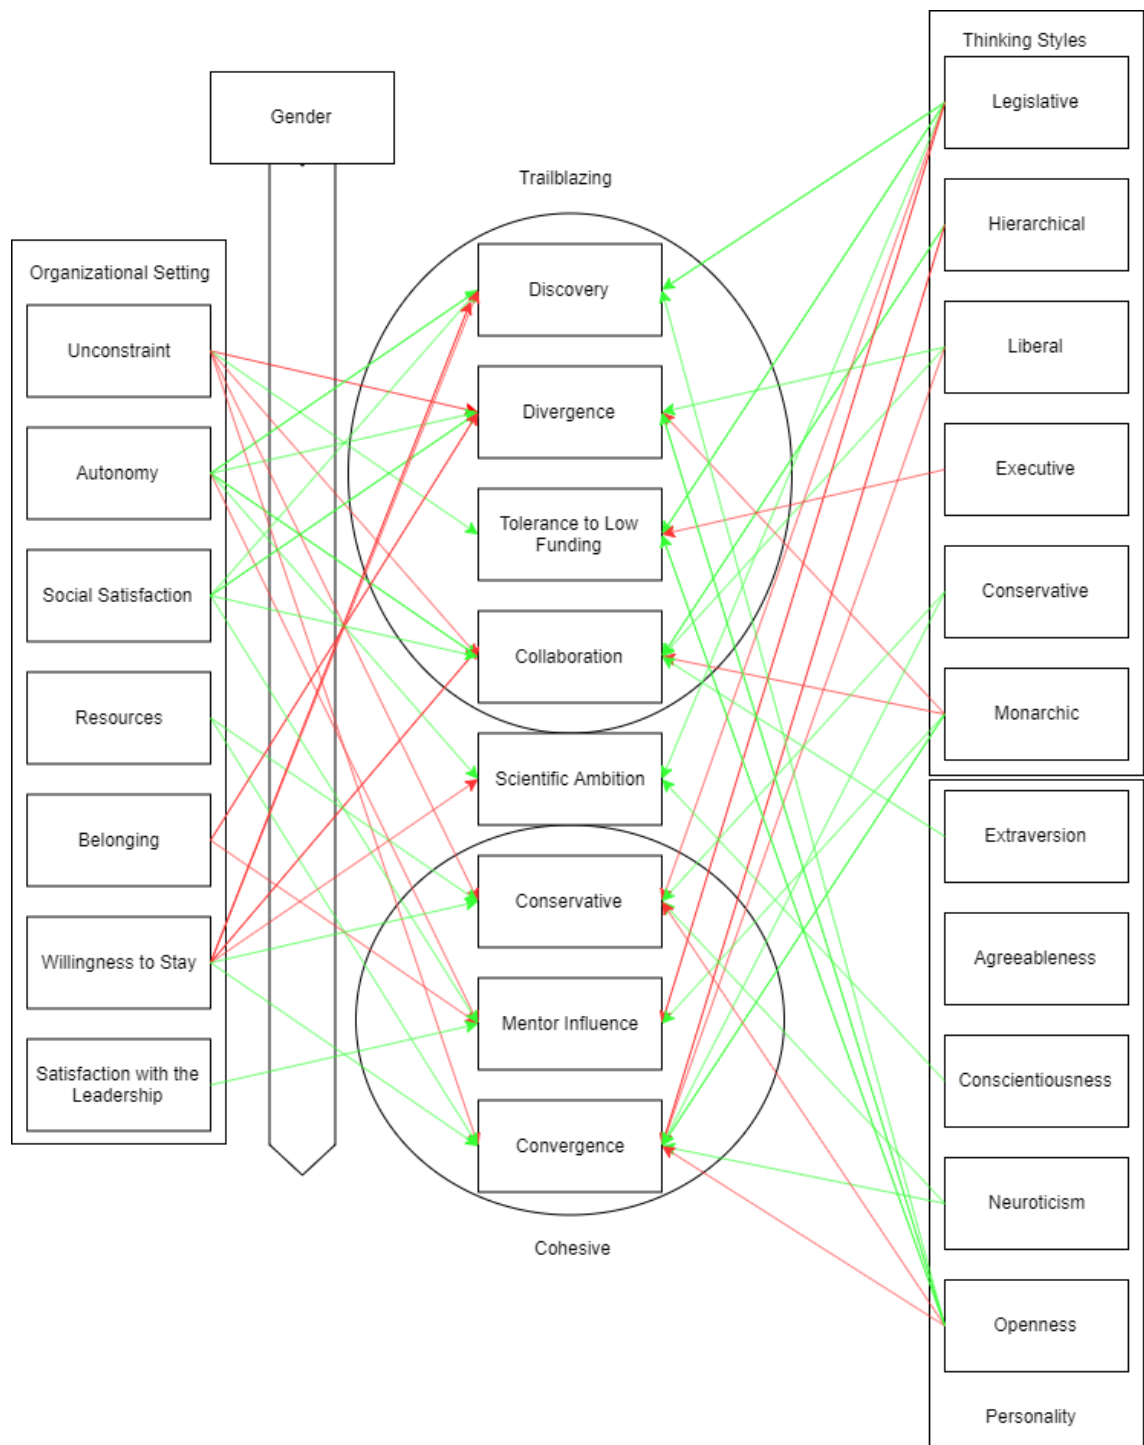 Gender
Organizational Setting
Unconstraint
Autonomy
Social Satisfaction
Resources
Belonging
Willingness to Stay
Satisfaction with the
Leadership
Trailblazing
Discovery
Divergence
Tolerance to Low
Funding
Collaboration
Scientific Ambition
Conservative
Mentor Influence
Convergence
Cohesive
Thinking Styles
Legislative
Hierarchical
Liberal
Executive
Conservative
Monarchic
Extraversion
Agreeableness
Conscientiousness
Neuroticism
Openness
Personality